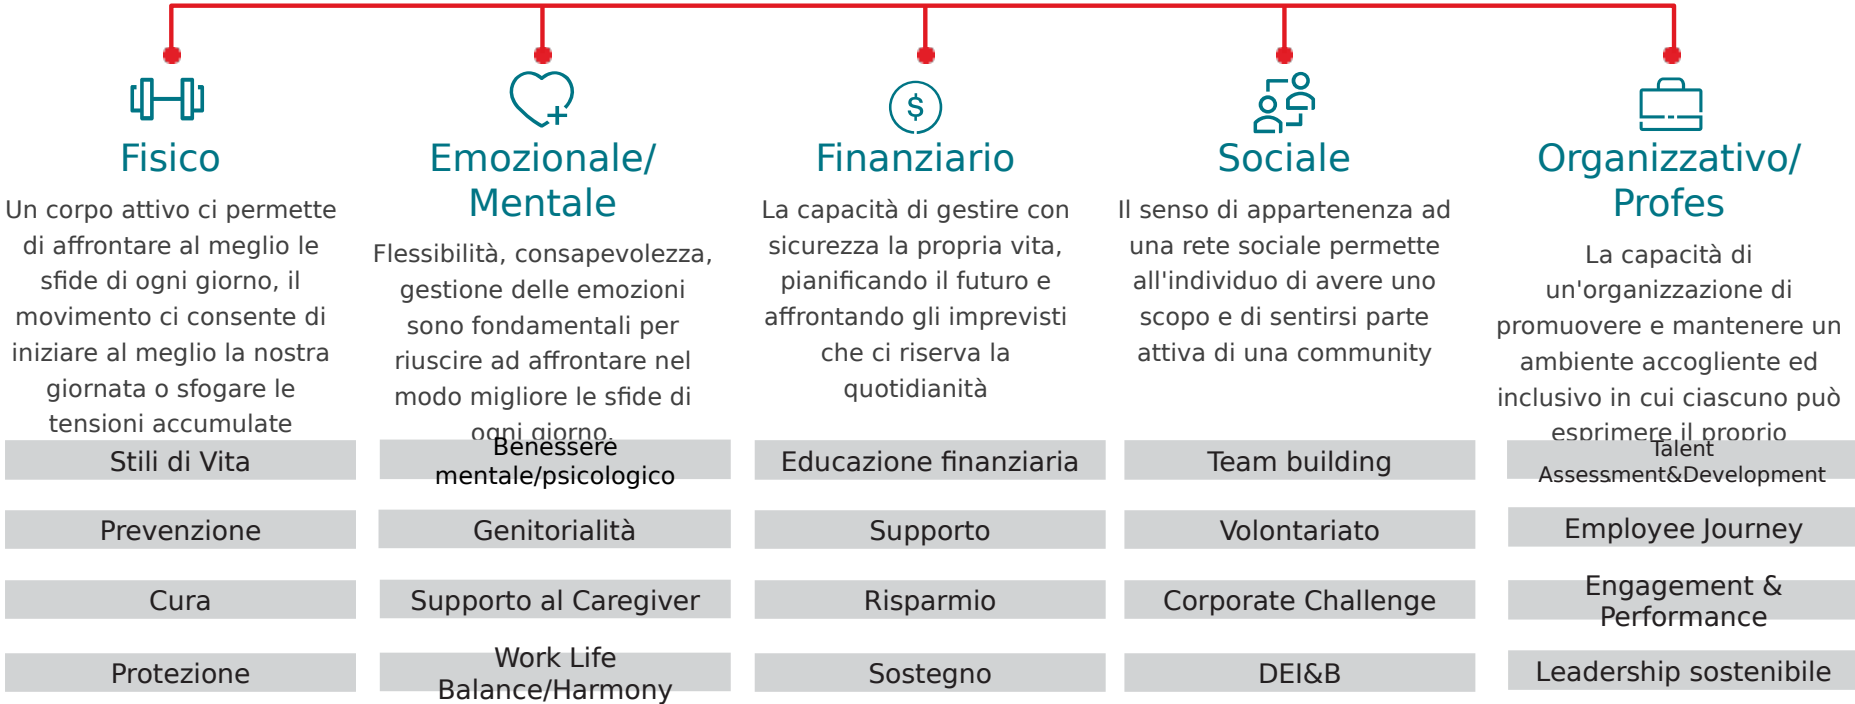 Fisico
Un corpo attivo ci permette
di affrontare al meglio le
sfide di ogni giorno, il
movimento ci consente di
iniziare al meglio la nostra
giornata o sfogare le
tensioni accumulate
Stili di Vita
Prevenzione
Cura
Protezione
Emozionale/
Mentale
Flessibilità, consapevolezza,
gestione delle emozioni
sono fondamentali per
riuscire ad affrontare nel
modo migliore le sfide di
ogni giorno.
Benessere
mentale/psicologico
Genitorialità
Supporto al Caregiver
Work Life
Balance/Harmony
$
Finanziario
La capacità di gestire con
sicurezza la propria vita,
pianificando il futuro e
affrontando gli imprevisti
che ci riserva la
quotidianità
Educazione finanziaria
Supporto
Risparmio
Sostegno
Sociale
Il senso di appartenenza ad
una rete sociale permette
all'individuo di avere uno
scopo e di sentirsi parte
attiva di una community
Team building
Volontariato
Corporate Challenge
DEI&B
Organizzativo/
Profes
La capacità di
un'organizzazione di
promuovere e mantenere un
ambiente accogliente ed
inclusivo in cui ciascuno può
esprimere il proprio
Talent
Assessment&Development
Employee Journey
Engagement &
Performance
Leadership sostenibile